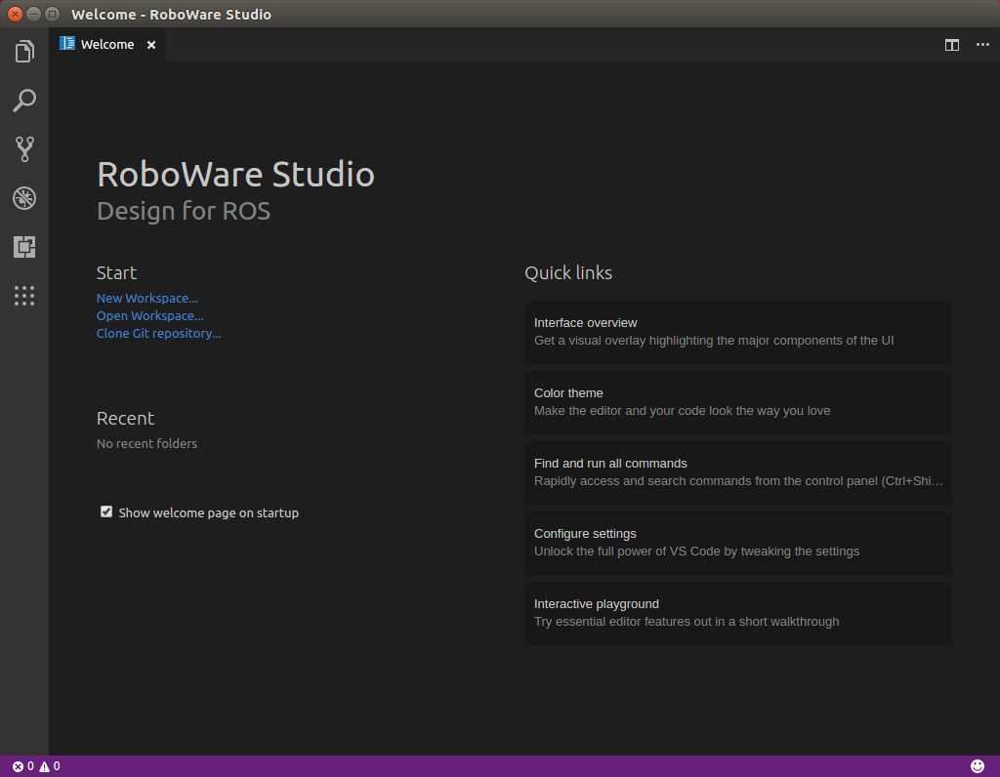 Welcome - RoboWare Studio
Welcome
RoboWare Studio
Design for ROS
Start
New Workspace...
Open Workspace...
Clone Git repository...
Recent
No recent folders
Show welcome page on startup
Quick links
Interface overview
Get a visual overlay highlighting the major components of the UI
Color theme
Make the editor and your code look the way you love
Find and run all commands
Rapidly access and search commands from the control panel (Ctrl+Shi…
Configure settings
Unlock the full power of VS Code by tweaking the settings
Interactive playground
Try essential editor features out in a short walkthrough
0 0